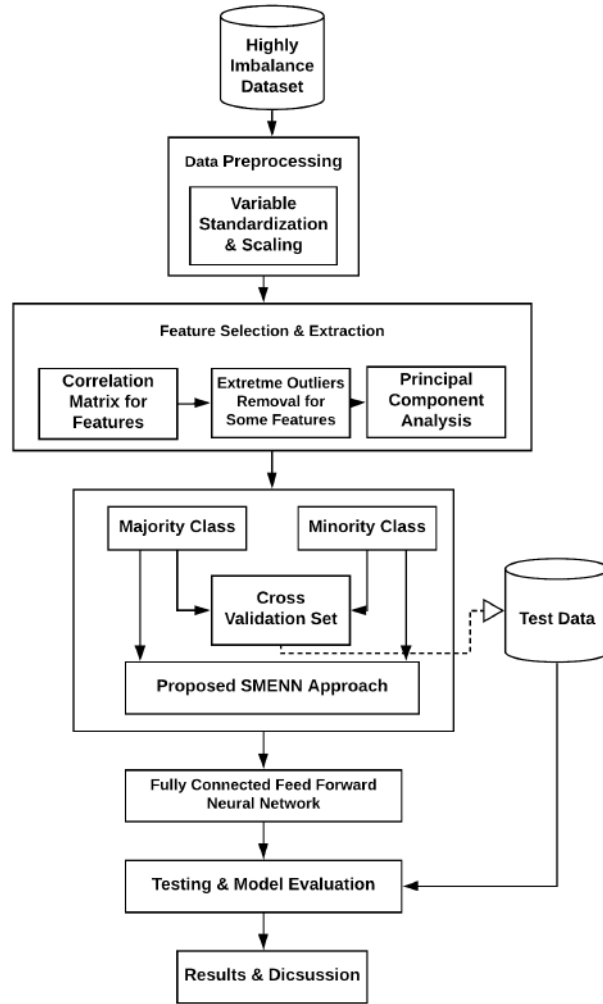 Highly
Imbalance
Dataset
Data Preprocessing
Variable
Standardization
& Scaling
Feature Selection & Extraction
Correlation
Matrix for
Features
Extretme Outliers
Removal for
Some Features
Principal
Component
Analysis
Majority Class
Minority Class
Cross
Validation Set
Test Data
Proposed SMENN Approach
Fully Connected Feed Forward
Neural Network
Testing & Model Evaluation
Results & Dicsussion